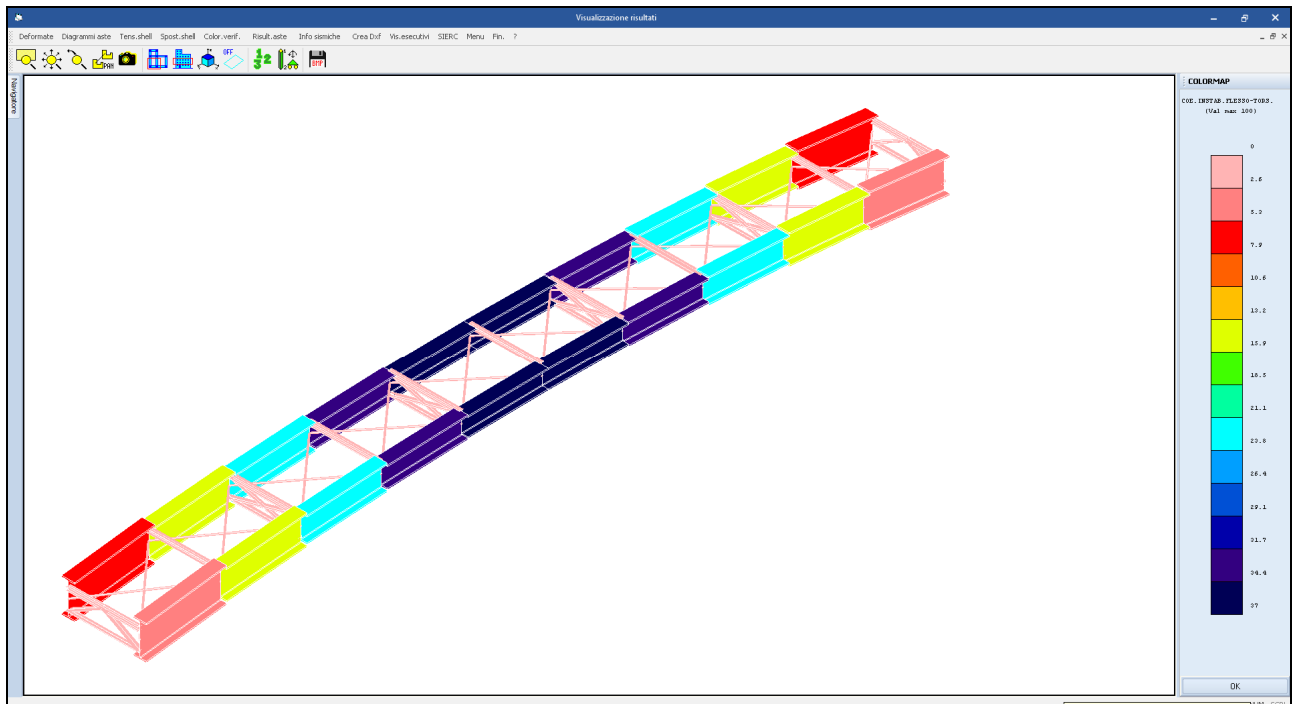 Visualizzazione risultati
Deformate Diagrammi aste Tens.shell Spost.shell Color.verif. Risult.aste Info sismiche Crea Dxf Vis.esecutivi SIERC Menu Fin. ?
PAN
OFF
BMP
Navigatore
COLORMAP
COE.INSTAB.FLESSO-TORS.
(Val max 100)
0
2.6
5.3
7.9
10.6
13.2
15.9
18.5
21.1
23.8
26.4
29.1
31.7
34.4
37
OK